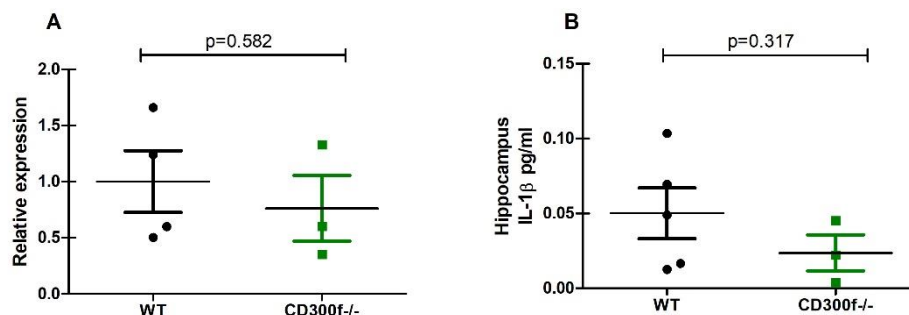 A
p=0.582
Relative expression
2.0
1.5
1.0
0.5
0.0
WT
CD300f-/-
B
p=0.317
Hippocampus
IL-1β pg/ml
0.15
0.10
0.05
0.00
WT
CD300f-/-